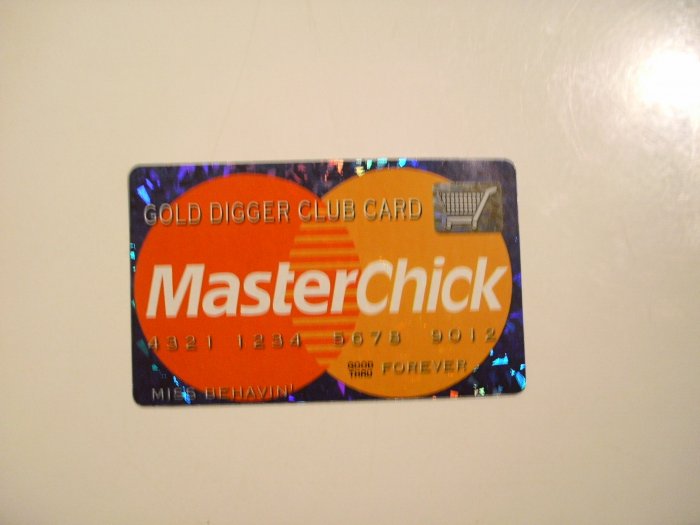 GOLD DIGGER CLUB CARD
MasterChick
4321 1234 5678 9012
GOOD THRU FOREVER
MISS BEHAVIN'